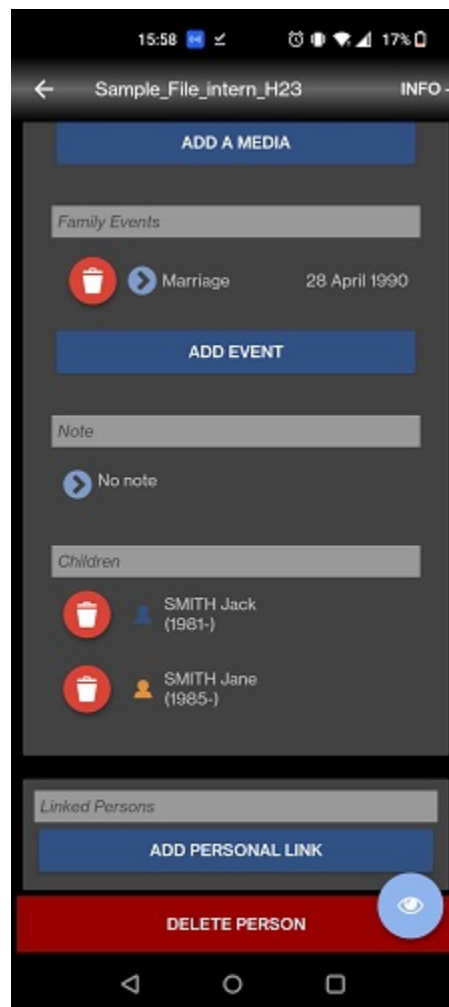 15:58 17%
Sample_File_intern_H23 INFO -
ADD A MEDIA
Family Events
Marriage 28 April 1990
ADD EVENT
Note
No note
Children
SMITH Jack
(1981-)
SMITH Jane
(1985-)
Linked Persons
ADD PERSONAL LINK
DELETE PERSON